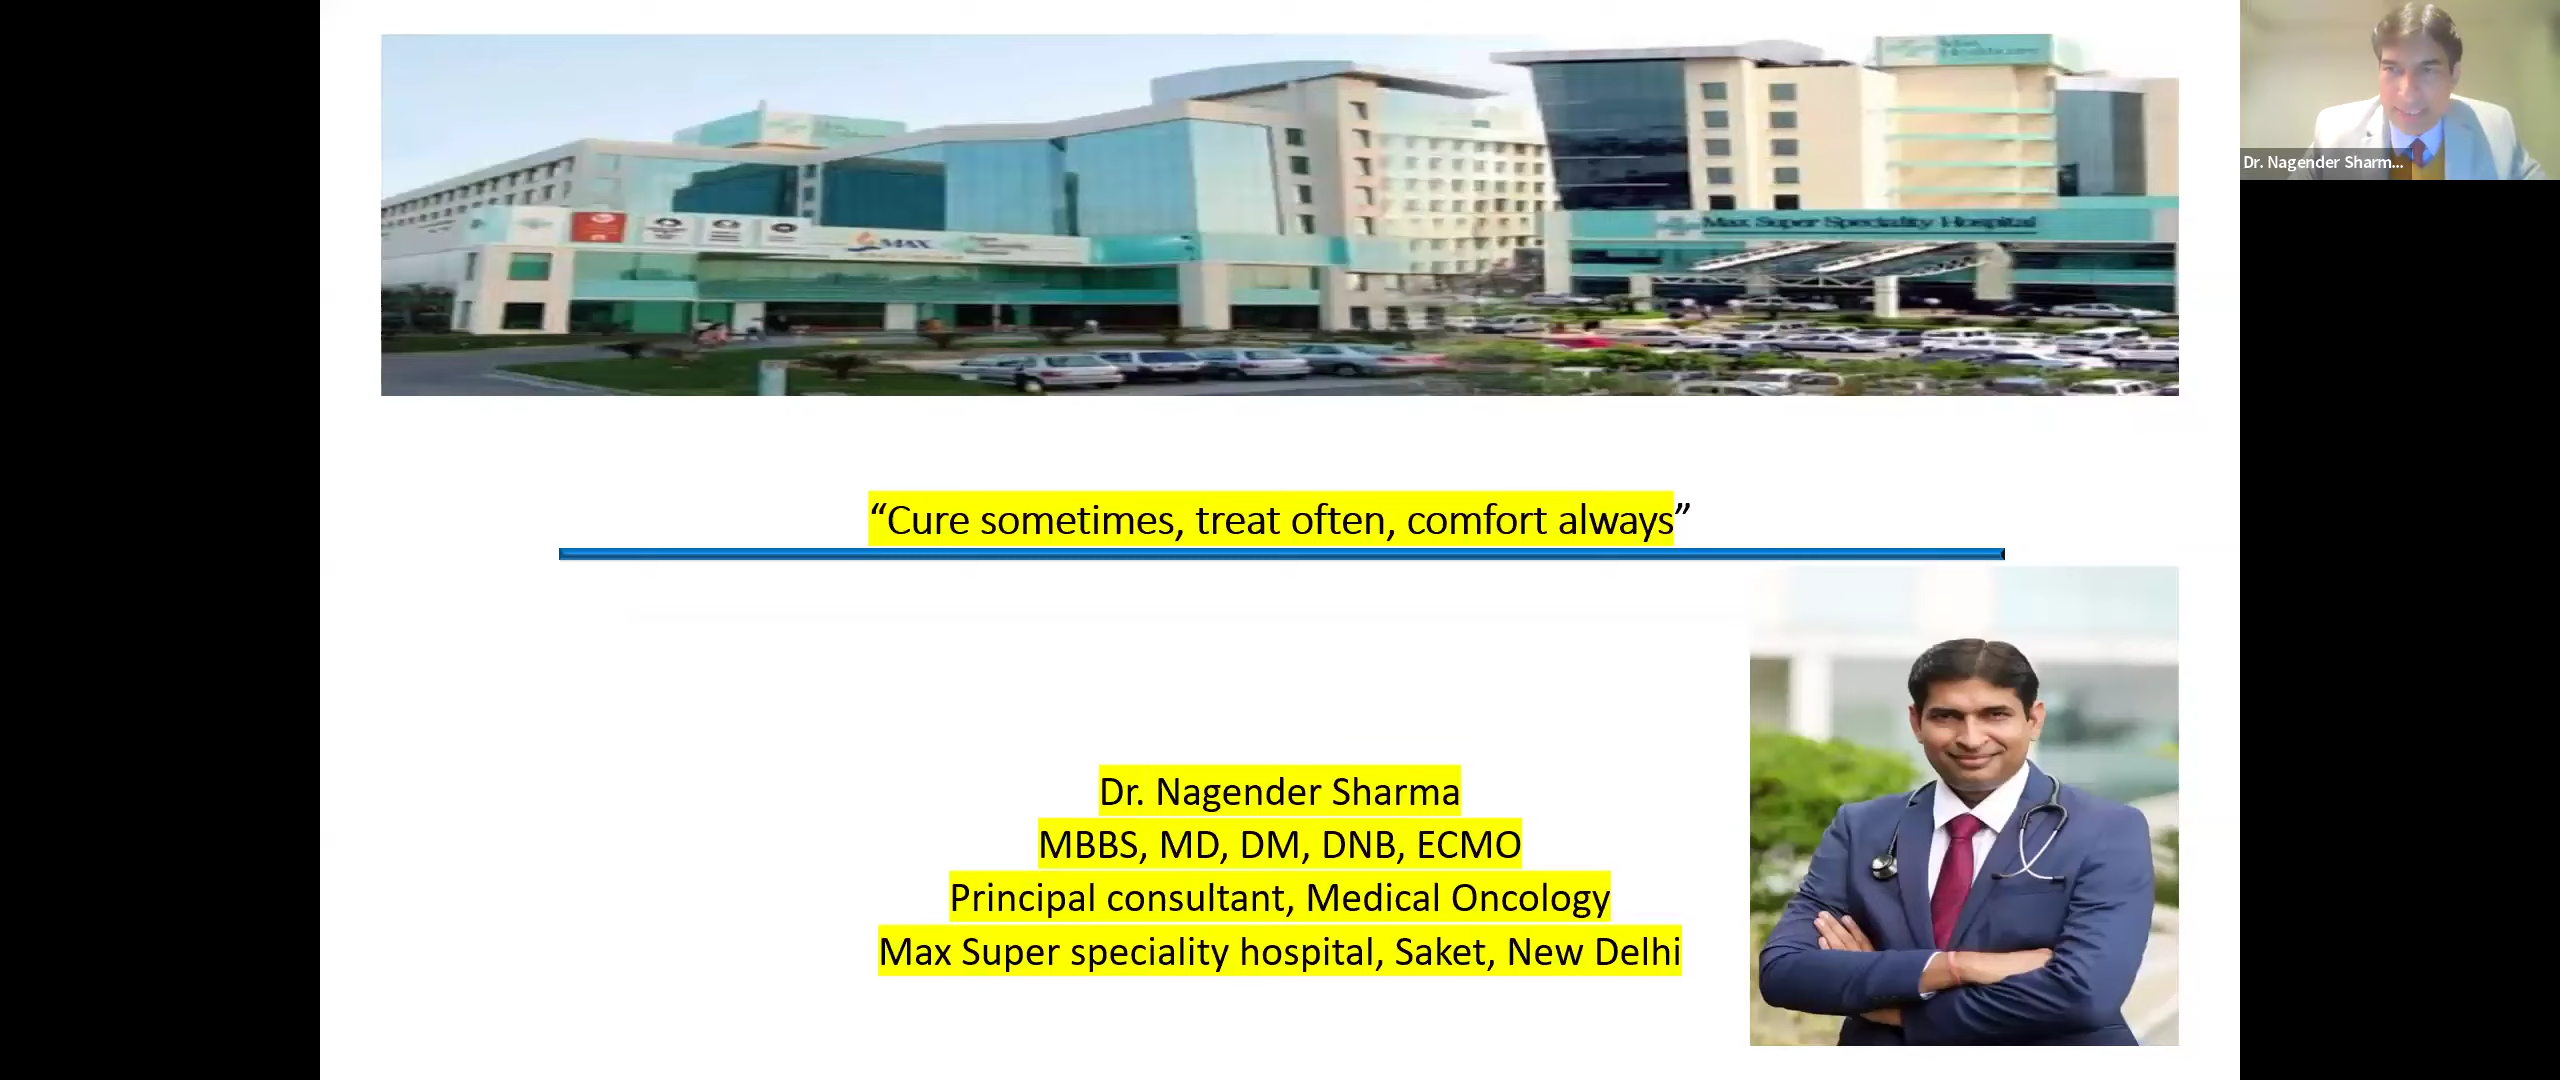 MAX
Max Super Speciality Hospital
Dr. Nagender Sharm...
“Cure sometimes, treat often, comfort always”
Dr. Nagender Sharma
MBBS, MD, DM, DNB, ECMO
Principal consultant, Medical Oncology
Max Super speciality hospital, Saket, New Delhi